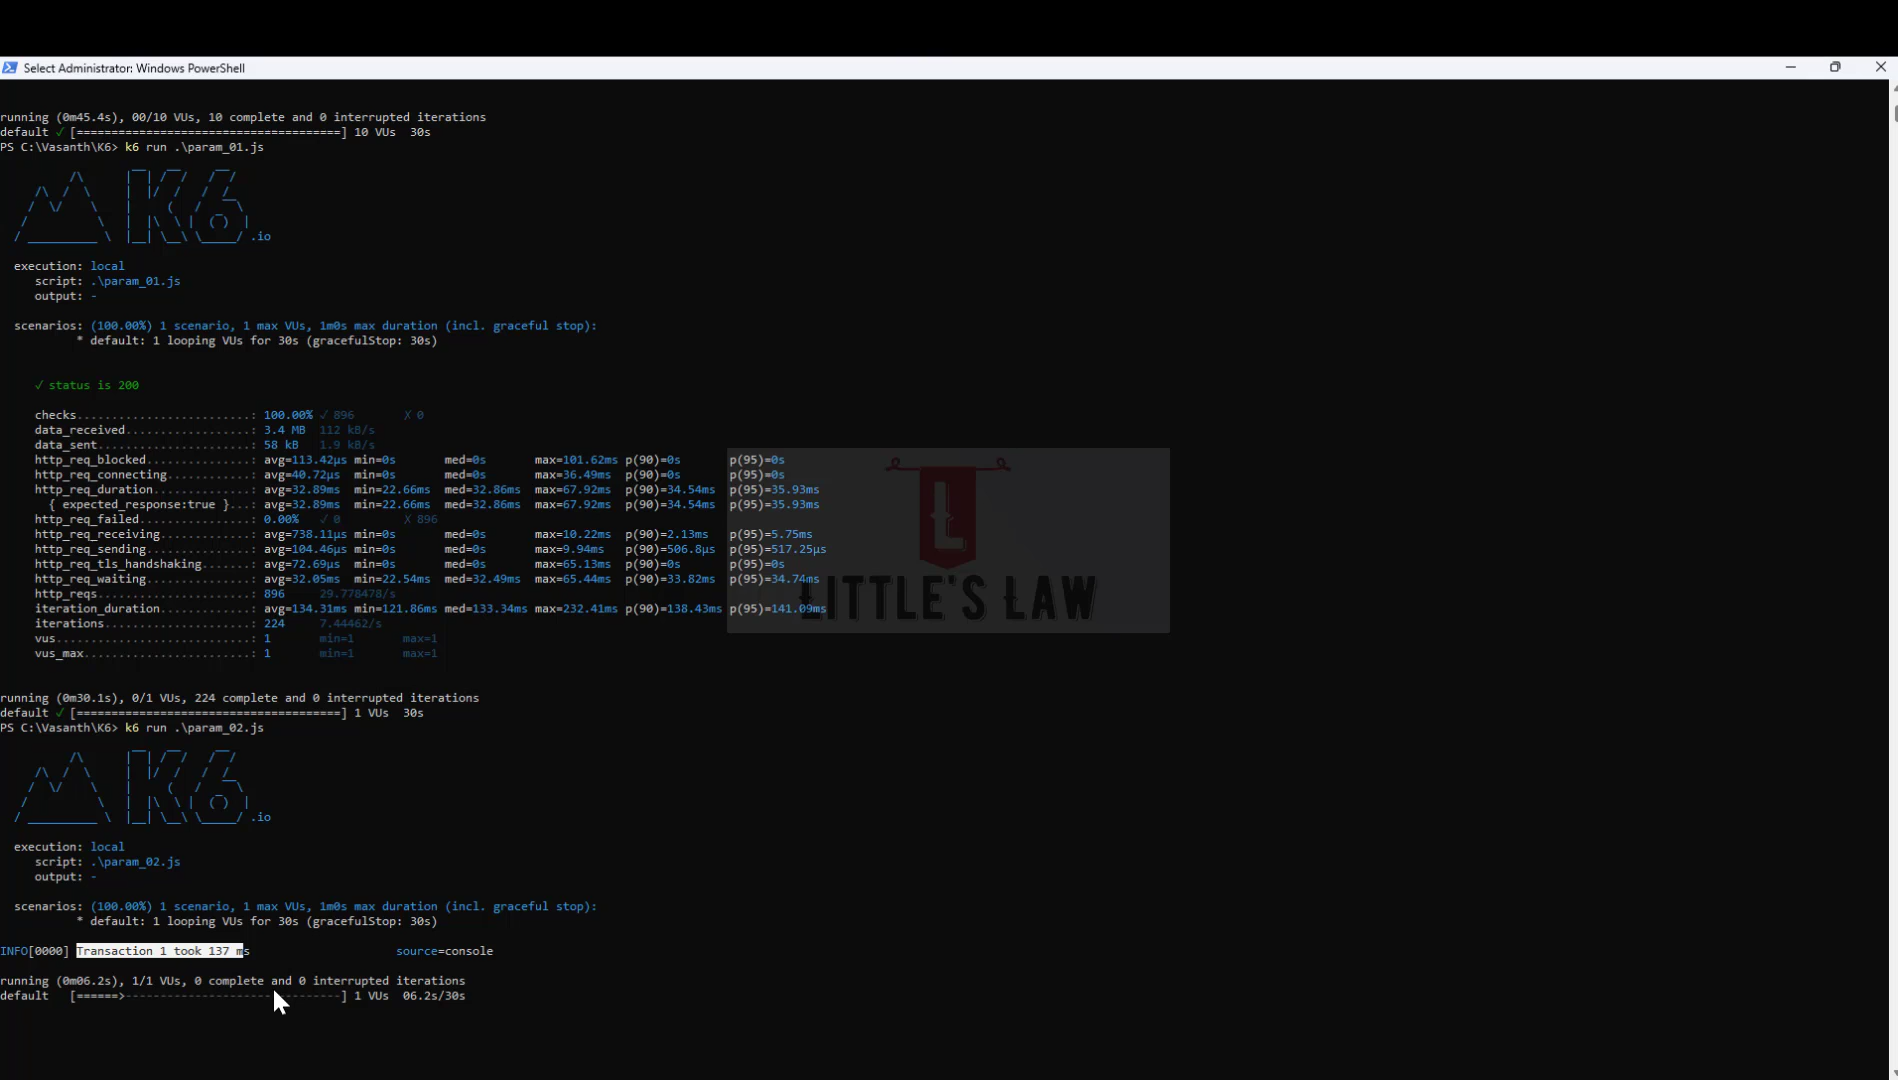 Select Administrator: Windows PowerShell
running (0m45.4s), 00/10 VUs, 10 complete and 0 interrupted iterations
default ✓ [======================================] 10 VUs  30s
PS C:\Vasanth\K6> k6 run .\param_01.js
.io
execution: local
script: .\param_01.js
output: -
scenarios: (100.00%) 1 scenario, 1 max VUs, 1m0s max duration (incl. graceful stop):
* default: 1 looping VUs for 30s (gracefulStop: 30s)
✓ status is 200
checks.........................: 100.00% ✓ 896 ✗ 0
data_received..................: 3.4 MB 112 kB/s
data_sent......................: 58 kB 1.9 kB/s
http_req_blocked...............: avg=113.42µs min=0s med=0s max=101.62ms p(90)=0s p(95)=0s
http_req_connecting............: avg=40.72µs min=0s med=0s max=36.49ms p(90)=0s p(95)=0s
http_req_duration..............: avg=32.89ms min=22.66ms med=32.86ms max=67.92ms p(90)=34.54ms p(95)=35.93ms
{ expected_response:true }...: avg=32.89ms min=22.66ms med=32.86ms max=67.92ms p(90)=34.54ms p(95)=35.93ms
http_req_failed................: 0.00% ✓ 0 ✗ 896
http_req_receiving.............: avg=738.11µs min=0s med=0s max=10.22ms p(90)=2.13ms p(95)=5.75ms
http_req_sending...............: avg=104.46µs min=0s med=0s max=9.94ms p(90)=506.8µs p(95)=517.25µs
http_req_tls_handshaking.......: avg=72.69µs min=0s med=0s max=65.13ms p(90)=0s p(95)=0s
http_req_waiting...............: avg=32.05ms min=22.54ms med=32.49ms max=65.44ms p(90)=33.82ms p(95)=34.74ms
http_reqs......................: 896 29.778478/s
iteration_duration.............: avg=134.31ms min=121.86ms med=133.34ms max=232.41ms p(90)=138.43ms p(95)=141.09ms
iterations.....................: 224 7.44462/s
vus............................: 1 min=1 max=1
vus_max........................: 1 min=1 max=1
L
LITTLE'S LAW
running (0m30.1s), 0/1 VUs, 224 complete and 0 interrupted iterations
default ✓ [======================================] 1 VUs  30s
PS C:\Vasanth\K6> k6 run .\param_02.js
.io
execution: local
script: .\param_02.js
output: -
scenarios: (100.00%) 1 scenario, 1 max VUs, 1m0s max duration (incl. graceful stop):
* default: 1 looping VUs for 30s (gracefulStop: 30s)
INFO[0000] Transaction 1 took 137 ms source=console
running (0m06.2s), 1/1 VUs, 0 complete and 0 interrupted iterations
default [======>-------------------------------] 1 VUs  06.2s/30s